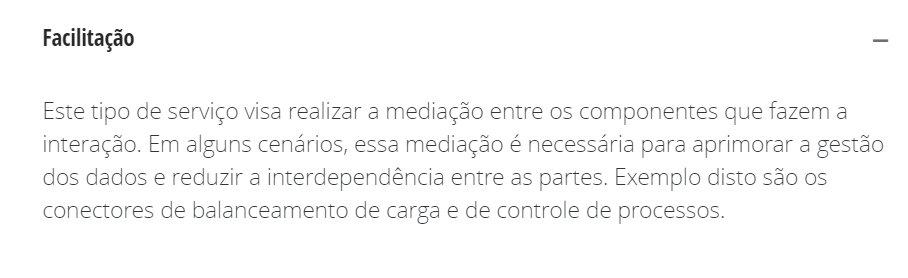 Facilitação
Este tipo de serviço visa realizar a mediação entre os componentes que fazem a
interação. Em alguns cenários, essa mediação é necessária para aprimorar a gestão
dos dados e reduzir a interdependência entre as partes. Exemplo disto são os
conectores de balanceamento de carga e de controle de processos.